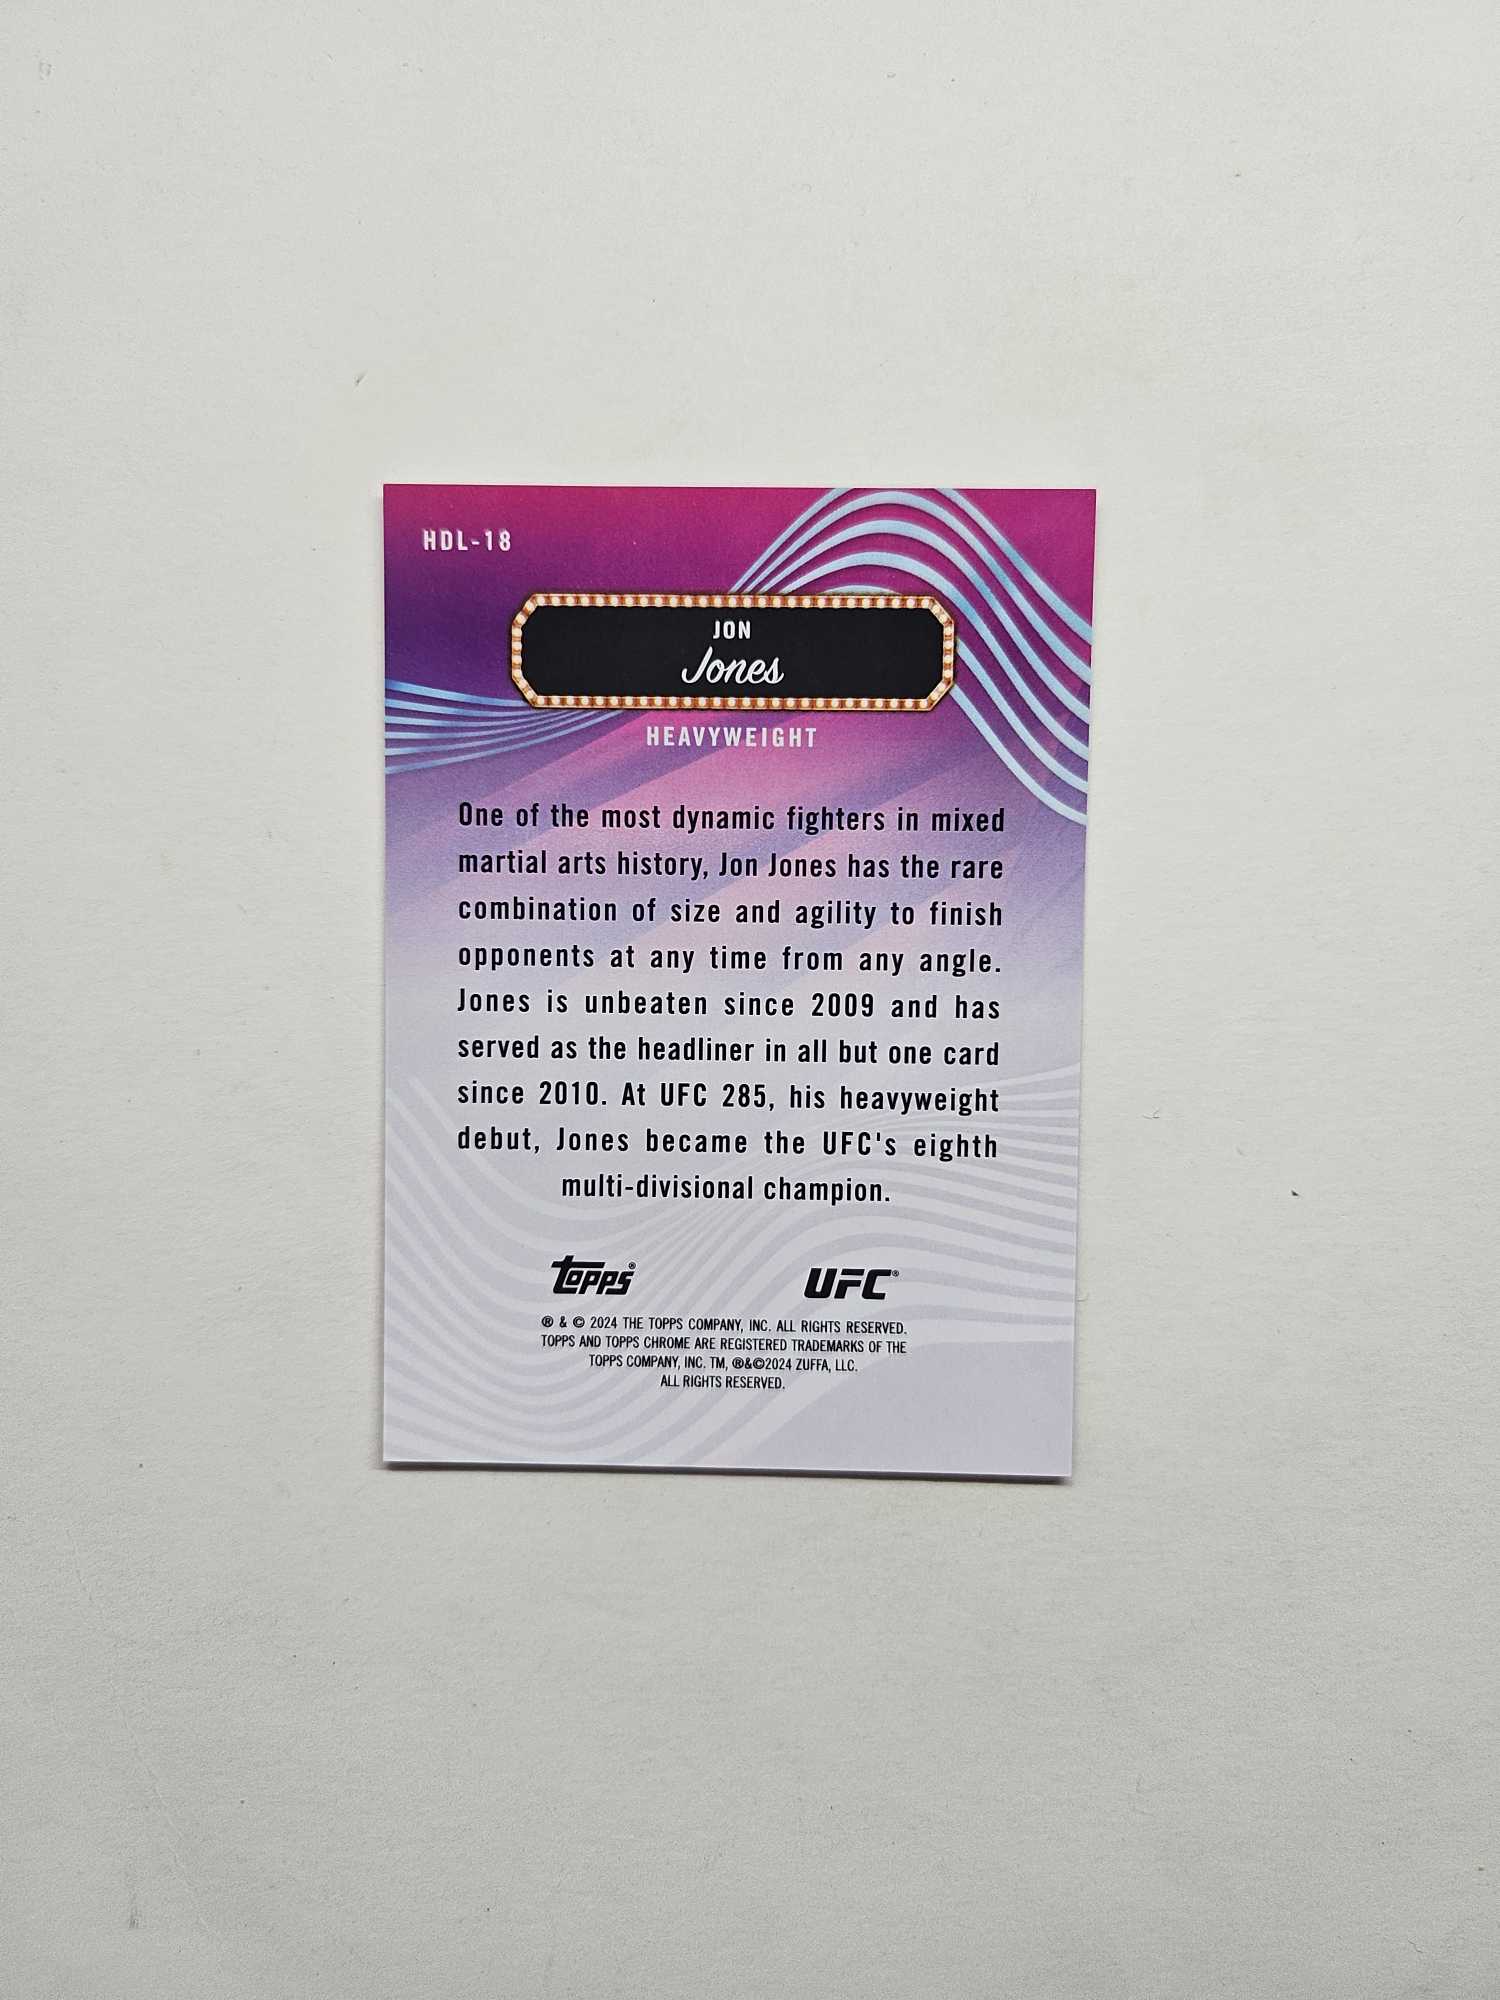 HDL-18
JON
Jones
HEAVYWEIGHT
One of the most dynamic fighters in mixed
martial arts history, Jon Jones has the rare
combination of size and agility to finish
opponents at any time from any angle.
Jones is unbeaten since 2009 and has
served as the headliner in all but one card
since 2010. At UFC 285, his heavyweight
debut, Jones became the UFC's eighth
multi-divisional champion.
topps® UFC®
® & © 2024 THE TOPPS COMPANY, INC. ALL RIGHTS RESERVED.
TOPPS AND TOPPS CHROME ARE REGISTERED TRADEMARKS OF THE
TOPPS COMPANY, INC. TM, ®&©2024 ZUFFA, LLC.
ALL RIGHTS RESERVED.